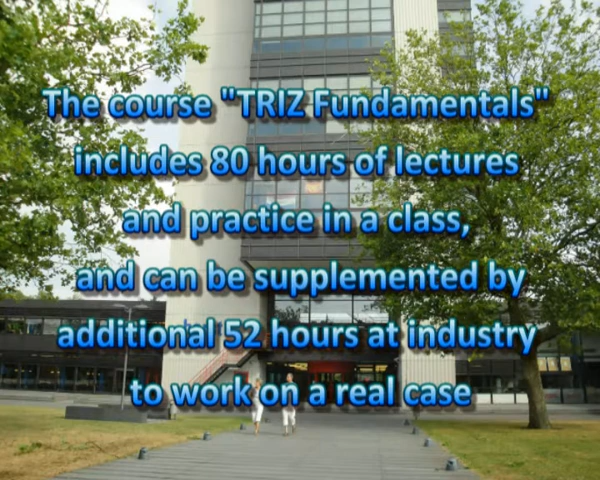 The course "TRIZ Fundamentals"
includes 80 hours of lectures
and practice in a class,
and can be supplemented by
additional 52 hours at industry
to work on a real case